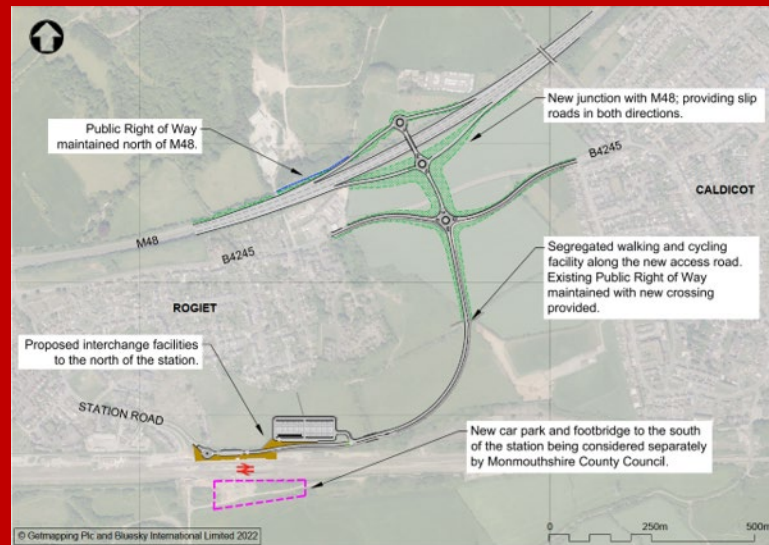 New junction with M48; providing slip
roads in both directions.
Public Right of Way
maintained north of M48.
B4245
CALDICOT
M48
B4245
Segregated walking and cycling
facility along the new access road.
Existing Public Right of Way
maintained with new crossing
provided.
ROGIET
Proposed interchange facilities
to the north of the station.
STATION ROAD
New car park and footbridge to the south
of the station being considered separately
by Monmouthshire County Council.
© Getmapping Plc and Bluesky International Limited 2022
0 250m 500m